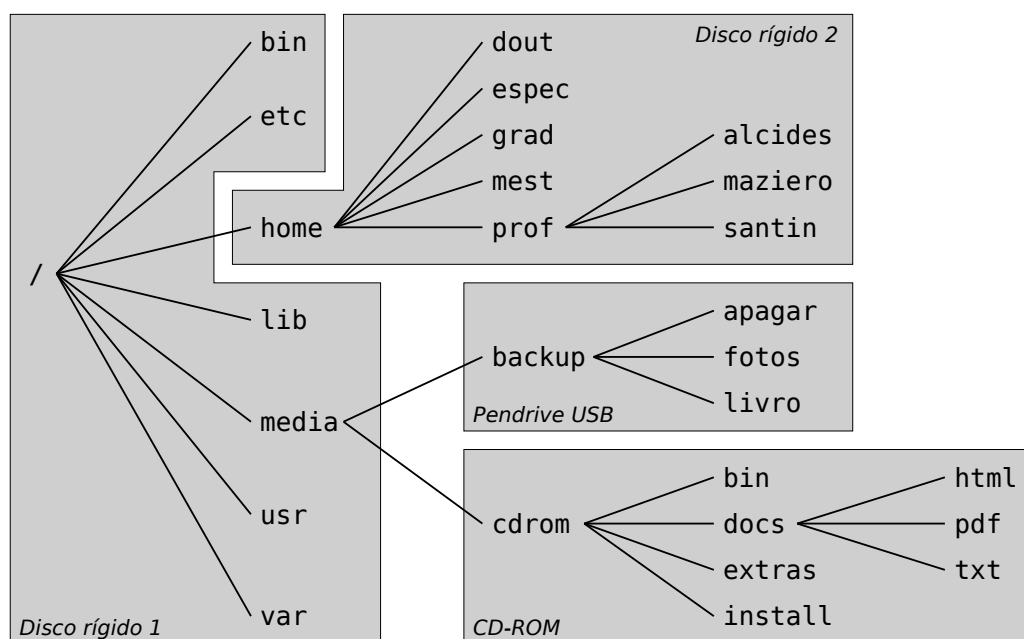 bin
dout
Disco rígido 2
espec
etc
grad
alcides
mest
maziero
home
prof
santin
/
lib
apagar
backup
fotos
livro
Pendrive USB
media
bin
html
usr
cdrom
docs
pdf
extras
txt
var
install
Disco rígido 1
CD-ROM